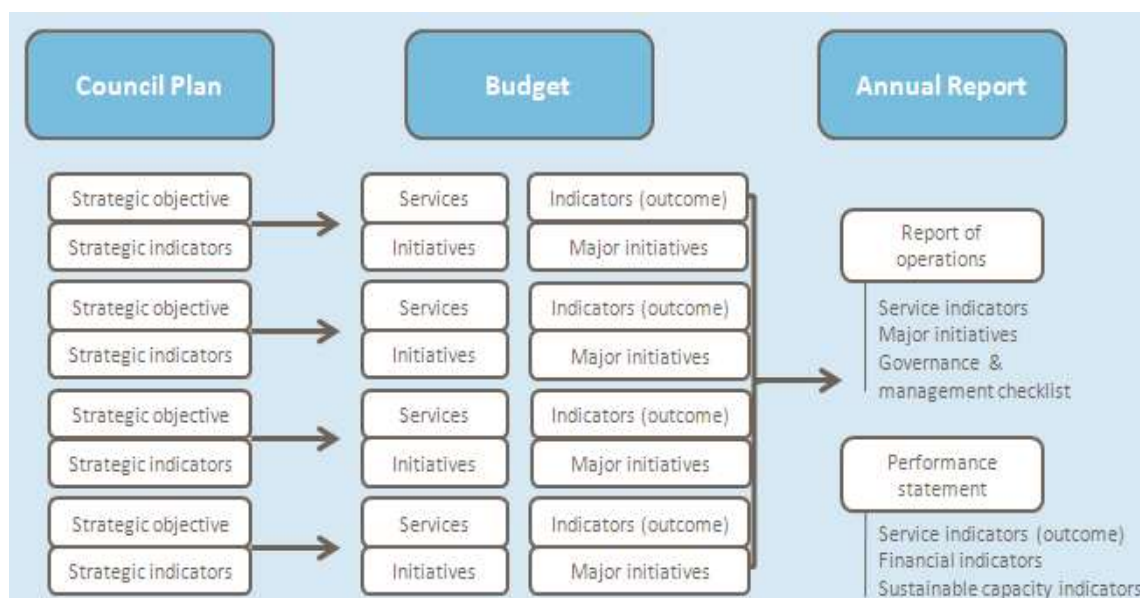 Council Plan
Budget
Annual Report
Strategic objective
Strategic indicators
Services
Initiatives
Indicators (outcome)
Major initiatives
Strategic objective
Strategic indicators
Services
Initiatives
Indicators (outcome)
Major initiatives
Strategic objective
Strategic indicators
Services
Initiatives
Indicators (outcome)
Major initiatives
Strategic objective
Strategic indicators
Services
Initiatives
Indicators (outcome)
Major initiatives
Report of
operations
Service indicators
Major initiatives
Governance &
management checklist
Performance
statement
Service indicators (outcome)
Financial indicators
Sustainable capacity indicators